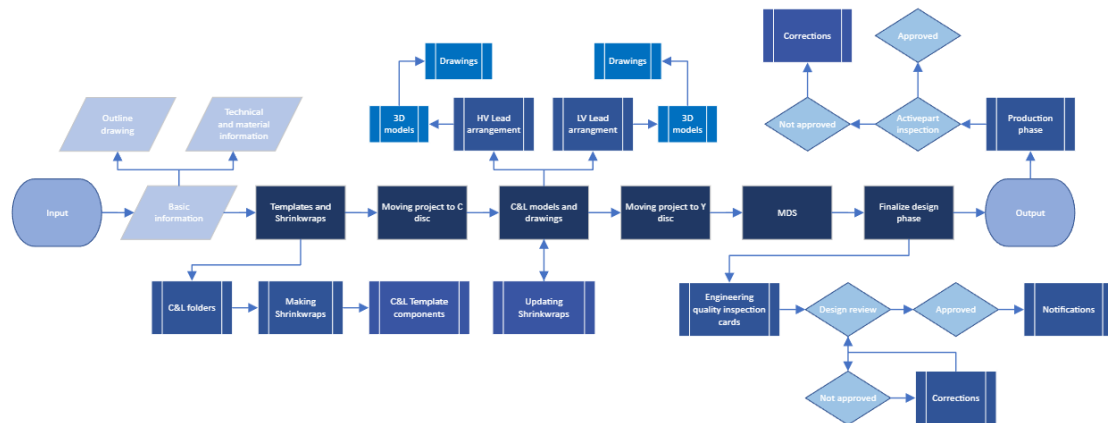 Corrections
Approved
Drawings
Drawings
Outline
drawing
Technical
and material
information
3D
models
HV Lead
arrangement
LV Lead
arrangment
3D
models
Not approved
Activepart
inspection
Production
phase
Input
Basic
information
Templates and
Shrinkwraps
Moving project to C
disc
C&L models and
drawings
Moving project to Y
disc
MDS
Finalize design
phase
Output
C&L folders
Making
Shrinkwraps
C&L Template
components
Updating
Shrinkwraps
Engineering
quality inspection
cards
Design review
Approved
Notifications
Not approved
Corrections